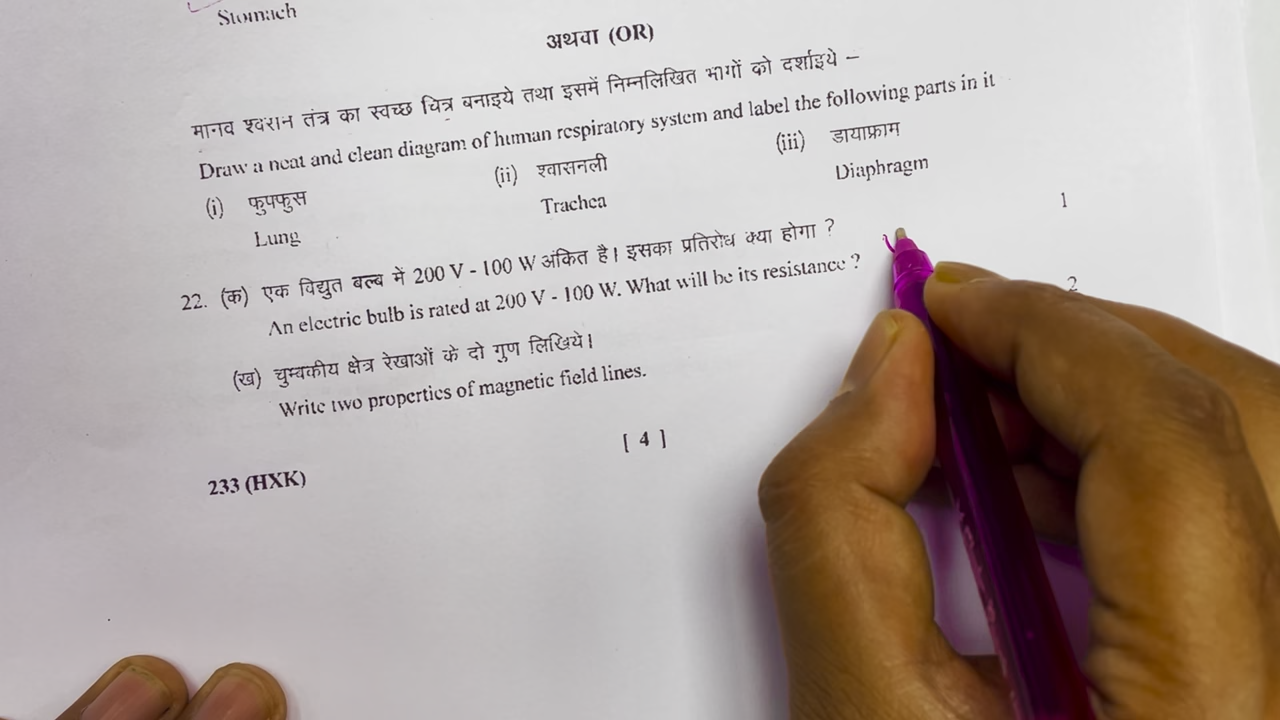 Stomach
अथवा (OR)
मानव श्वसन तंत्र का स्वच्छ चित्र बनाइये तथा इसमें निम्नलिखित भागों को दर्शाइये –
Draw a neat and clean diagram of human respiratory system and label the following parts in it
(i) फुपफुस (ii) श्वासनली (iii) डायाफ्राम
Lung Trachea Diaphragm
22. (क) एक विद्युत बल्ब में 200 V - 100 W अंकित है। इसका प्रतिरोध क्या होगा ? 1
An electric bulb is rated at 200 V - 100 W. What will be its resistance ?
(ख) चुम्बकीय क्षेत्र रेखाओं के दो गुण लिखिये। 2
Write two properties of magnetic field lines.
[ 4 ]
233 (HXK)